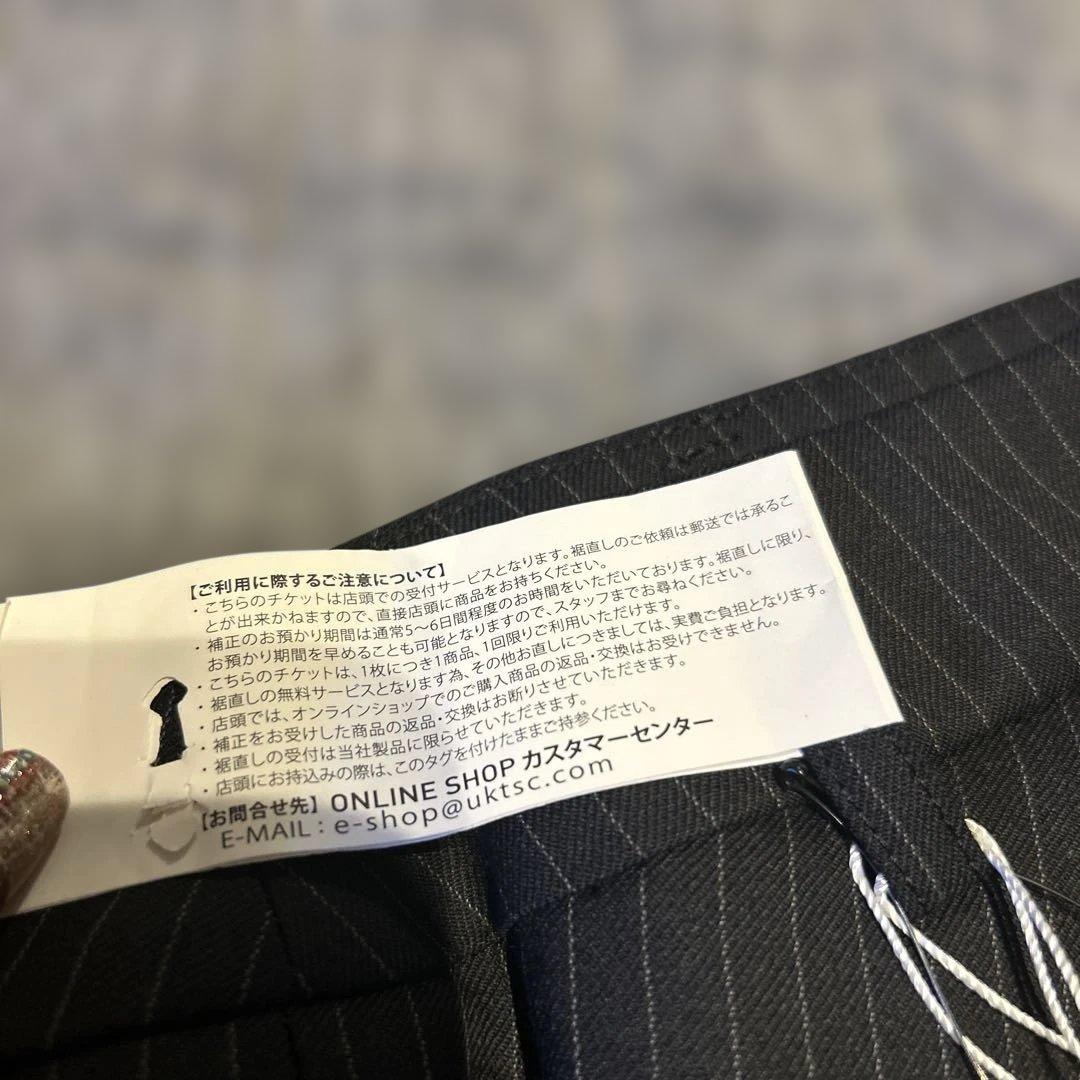 【ご利用に際するご注意について】
・こちらのチケットは店頭での受付サービスとなります。裾直しのご依頼は郵送では承るこ
とが出来かねますので、直接店頭に商品をお持ちください。
・補正のお預かり期間は通常5～6日間程度のお時間をいただいております。裾直しに限り、
お預かり期間を早めることも可能となりますので、スタッフまでお尋ねください。
・こちらのチケットは、1枚につき1商品、1回限りご利用いただけます。
・裾直しの無料サービスとなります為、その他お直しにつきましては、実費ご負担となります。
・店頭では、オンラインショップでのご購入商品の返品・交換はお受けできません。
・補正をお受けした商品の返品・交換はお断りさせていただきます。
・裾直しの受付は当社製品に限らせていただきます。
・店頭にお持込みの際は、このタグを付けたままご持参ください。
【お問合せ先】 ONLINE SHOP カスタマーセンター
E-MAIL：e-shop@uktsc.com